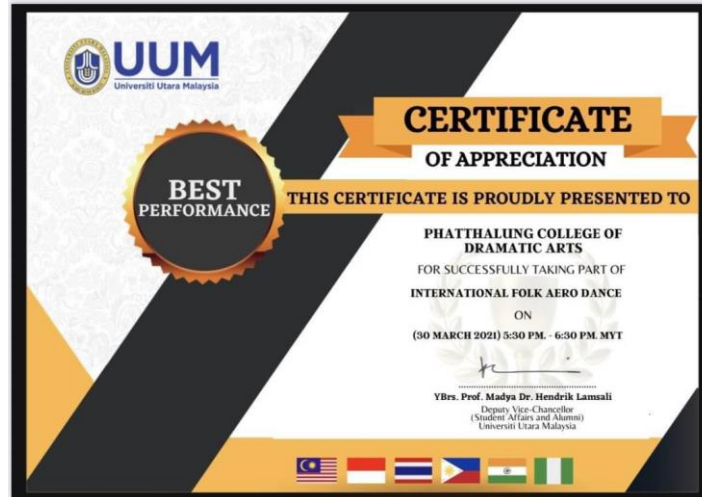 UUM
Universiti Utara Malaysia
BEST
PERFORMANCE
CERTIFICATE
OF APPRECIATION
THIS CERTIFICATE IS PROUDLY PRESENTED TO
PHATTHALUNG COLLEGE OF
DRAMATIC ARTS
FOR SUCCESSFULLY TAKING PART OF
INTERNATIONAL FOLK AERO DANCE
ON
(30 MARCH 2021) 5:30 PM. - 6:30 PM. MYT
YBrs. Prof. Madya Dr. Hendrik Lamsali
Deputy Vice-Chancellor
(Student Affairs and Alumni)
Universiti Utara Malaysia